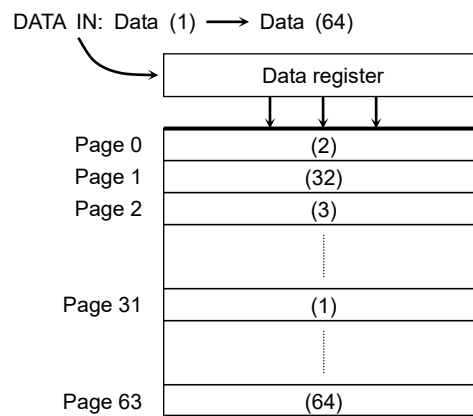 DATA IN: Data (1) → Data (64)
Data register
Page 0 (2)
Page 1 (32)
Page 2 (3)
Page 31 (1)
Page 63 (64)